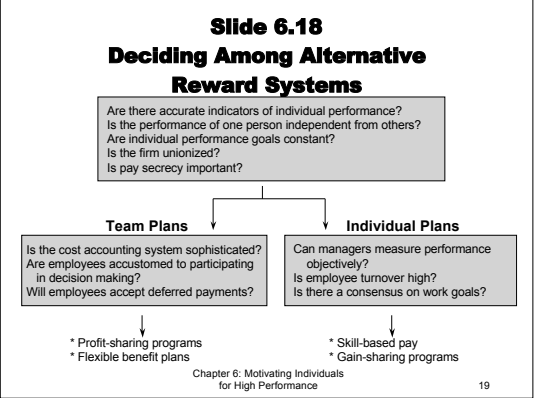 Slide 6.18
Deciding Among Alternative
Reward Systems
Are there accurate indicators of individual performance?
Is the performance of one person independent from others?
Are individual performance goals constant?
Is the firm unionized?
Is pay secrecy important?
Team Plans
Is the cost accounting system sophisticated?
Are employees accustomed to participating
in decision making?
Will employees accept deferred payments?
* Profit-sharing programs
* Flexible benefit plans
Individual Plans
Can managers measure performance
objectively?
Is employee turnover high?
Is there a consensus on work goals?
* Skill-based pay
* Gain-sharing programs
Chapter 6: Motivating Individuals
for High Performance
19